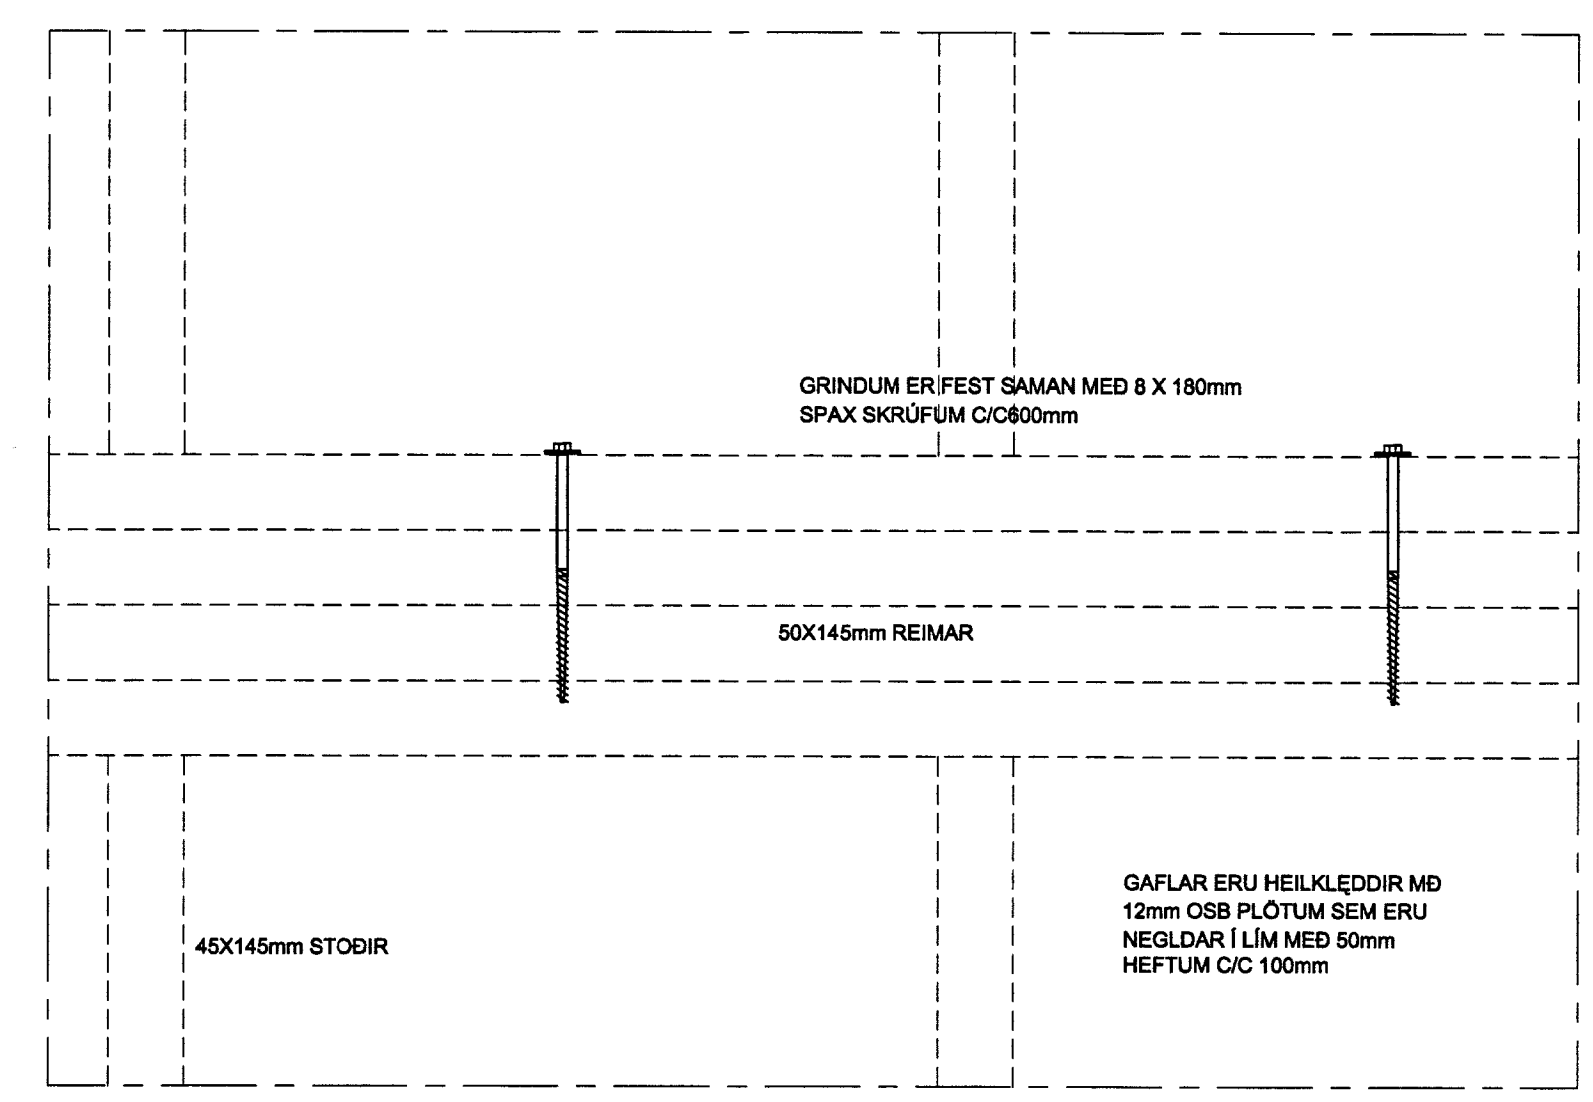 GRINDUM ER FEST SAMAN MEÐ 8 X 180mm
SPAX SKRÚFUM C/C600mm
50X145mm REIMAR
GAFLAR ERU HEILKLĘDDIR MÐ
12mm OSB PLÖTUM SEM ERU
NEGLDAR Í LÍM MEÐ 50mm
HEFTUM C/C 100mm
45X145mm STOÐIR